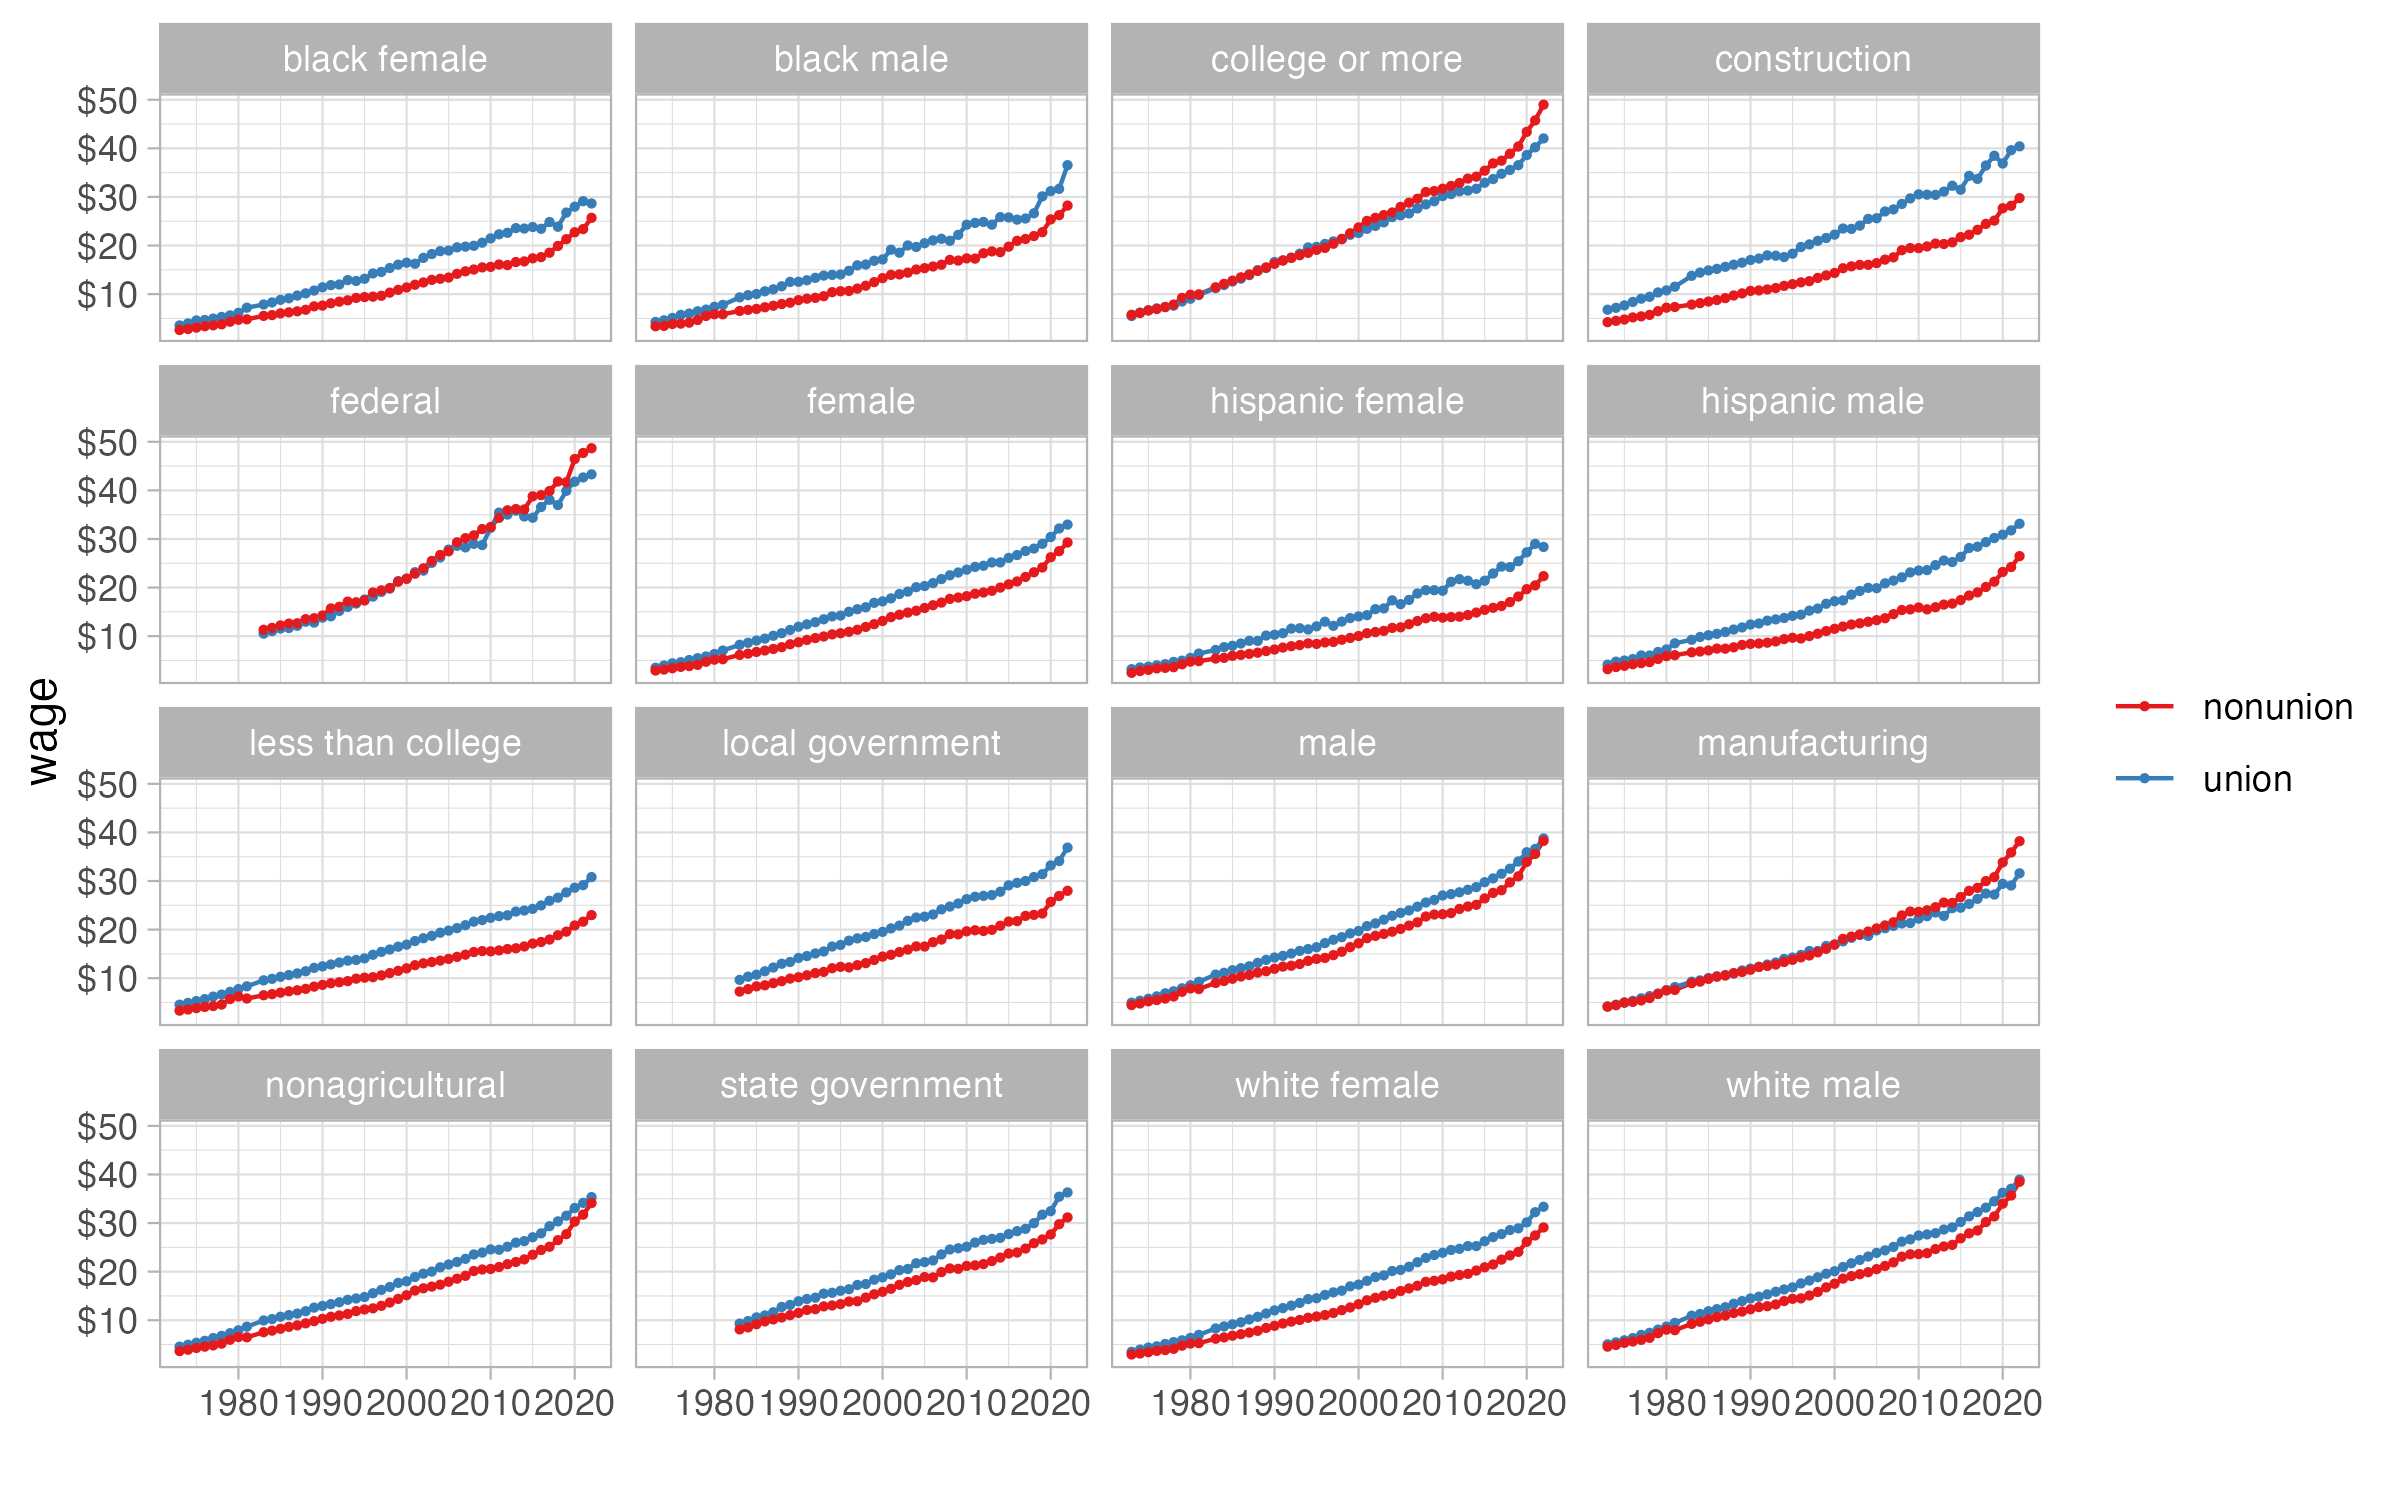 black female
black male
college or more
construction
$50
$40
$30
$20
$10
federal
female
hispanic female
hispanic male
$50
$40
$30
$20
$10
less than college
local government
male
manufacturing
$50
$40
$30
$20
$10
nonagricultural
state government
white female
white male
$50
$40
$30
$20
$10
1980 1990 2000 2010 2020
1980 1990 2000 2010 2020
1980 1990 2000 2010 2020
1980 1990 2000 2010 2020
wage
nonunion
union